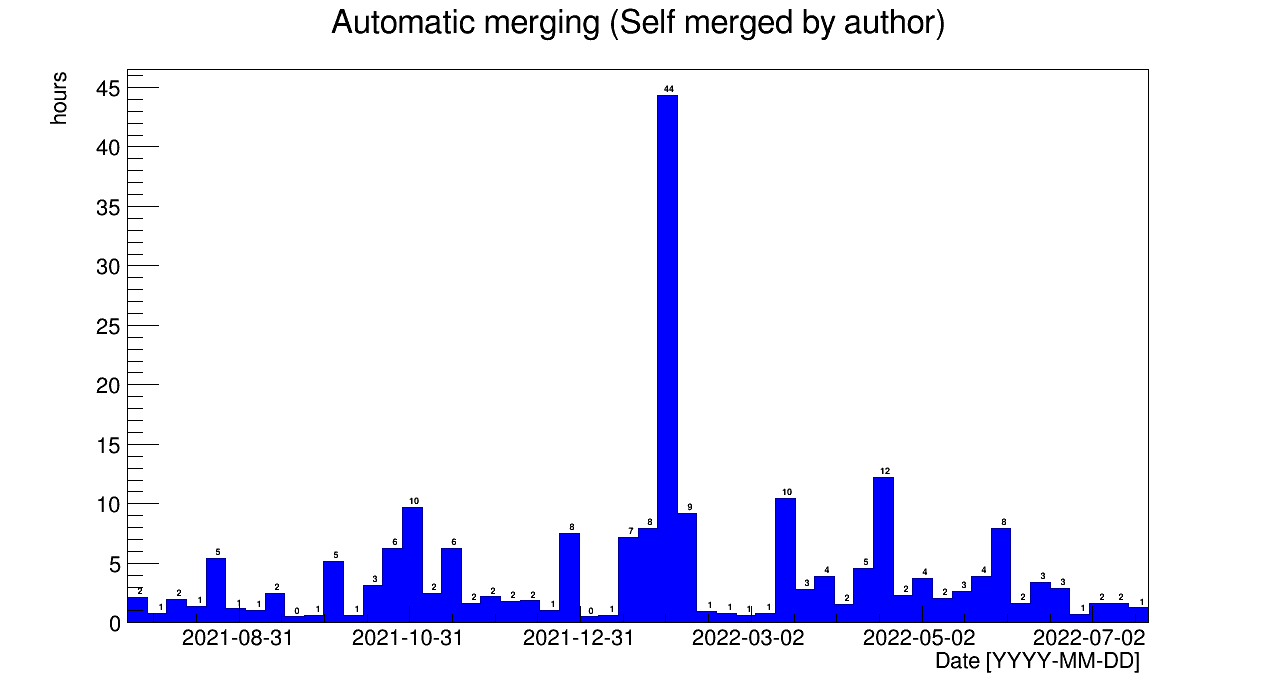 Automatic merging (Self merged by author)
hours
45
40
35
30
25
20
15
10
5
0
2 1 2 1 5 1 1 2 0 1 5 1 3 6 10 2 6 2 2 2 2 1 8 0 1 7 8 44 9 1 1 1 1 10 3 4 2 5 12 2 4 2 3 4 8 2 3 3 1 2 2 1
2021-08-31 2021-10-31 2021-12-31 2022-03-02 2022-05-02 2022-07-02
Date [YYYY-MM-DD]